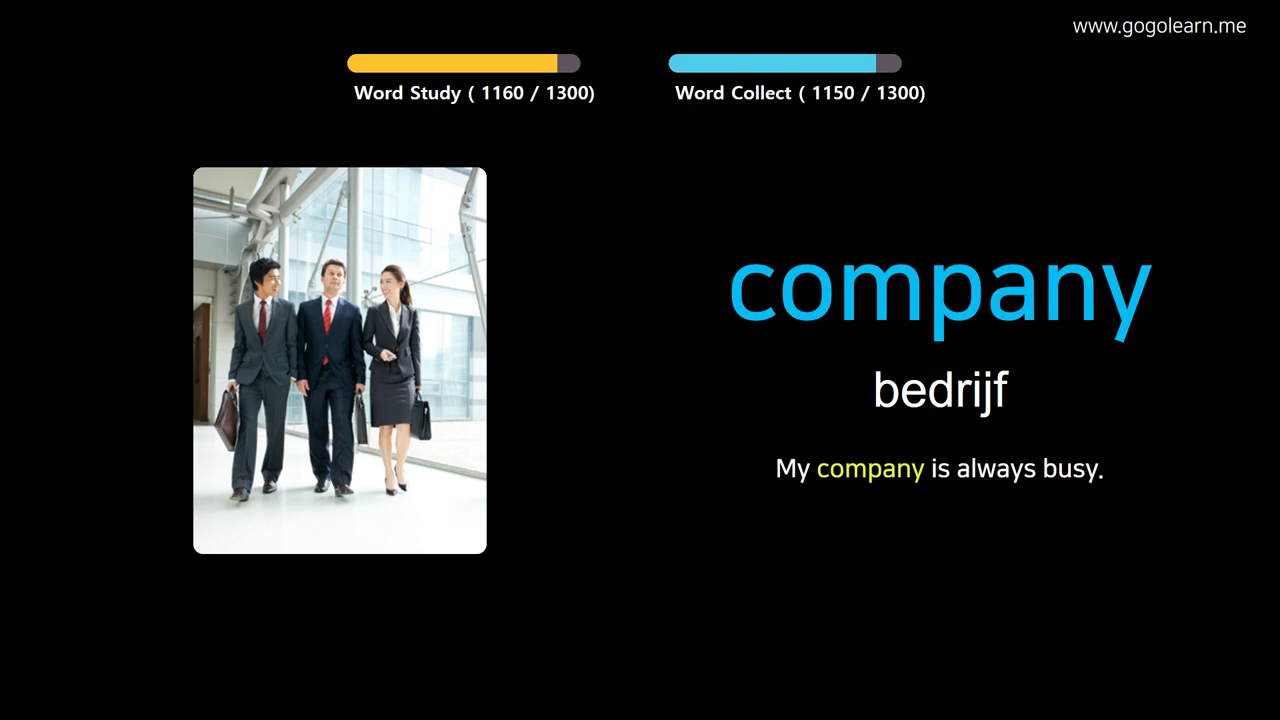 www.gogolearn.me
Word Study ( 1160 / 1300)
Word Collect ( 1150 / 1300)
company
bedrijf
My company is always busy.